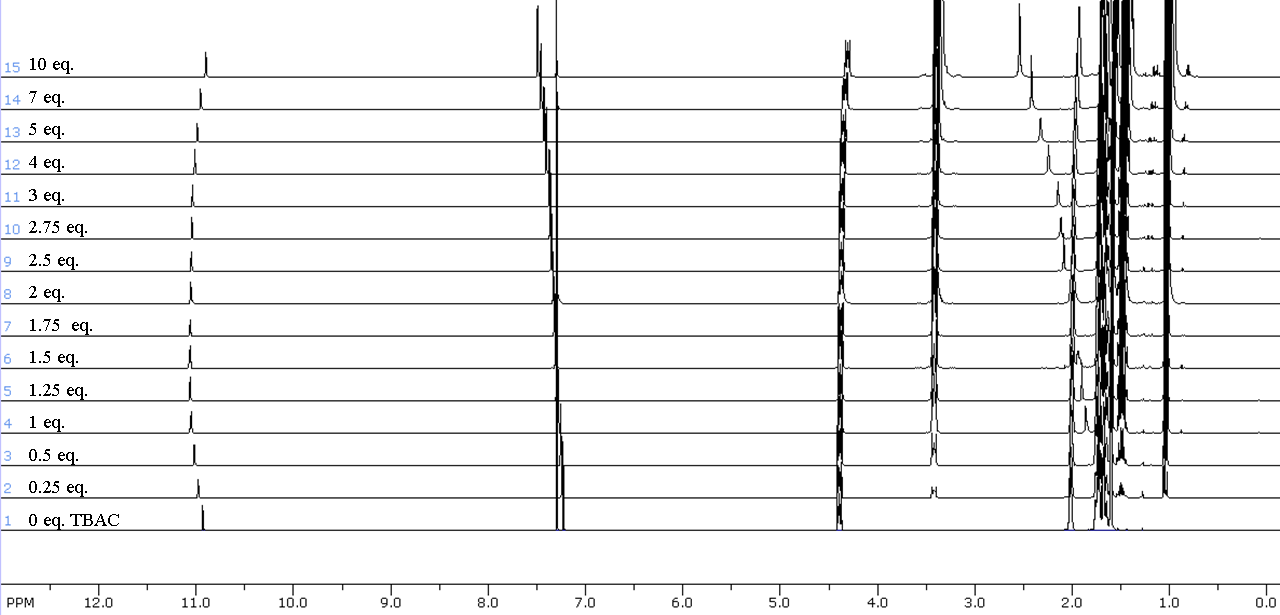 15 10 eq.
14 7 eq.
13 5 eq.
12 4 eq.
11 3 eq.
10 2.75 eq.
9 2.5 eq.
8 2 eq.
7 1.75 eq.
6 1.5 eq.
5 1.25 eq.
4 1 eq.
3 0.5 eq.
2 0.25 eq.
1 0 eq. TBAC
PPM 12.0 11.0 10.0 9.0 8.0 7.0 6.0 5.0 4.0 3.0 2.0 1.0 0.0